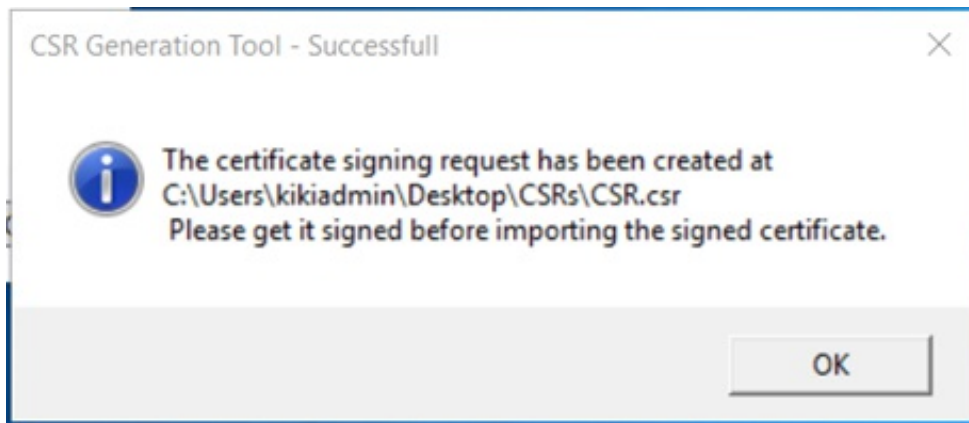 CSR Generation Tool - Successfull
The certificate signing request has been created at
C:\Users\kikiadmin\Desktop\CSRs\CSR.csr
Please get it signed before importing the signed certificate.
OK